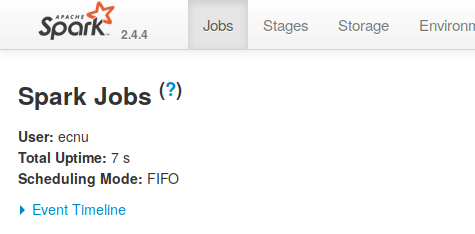 APACHE
Spark 2.4.4
Jobs Stages Storage Environ
Spark Jobs (?)
User: ecnu
Total Uptime: 7 s
Scheduling Mode: FIFO
Event Timeline